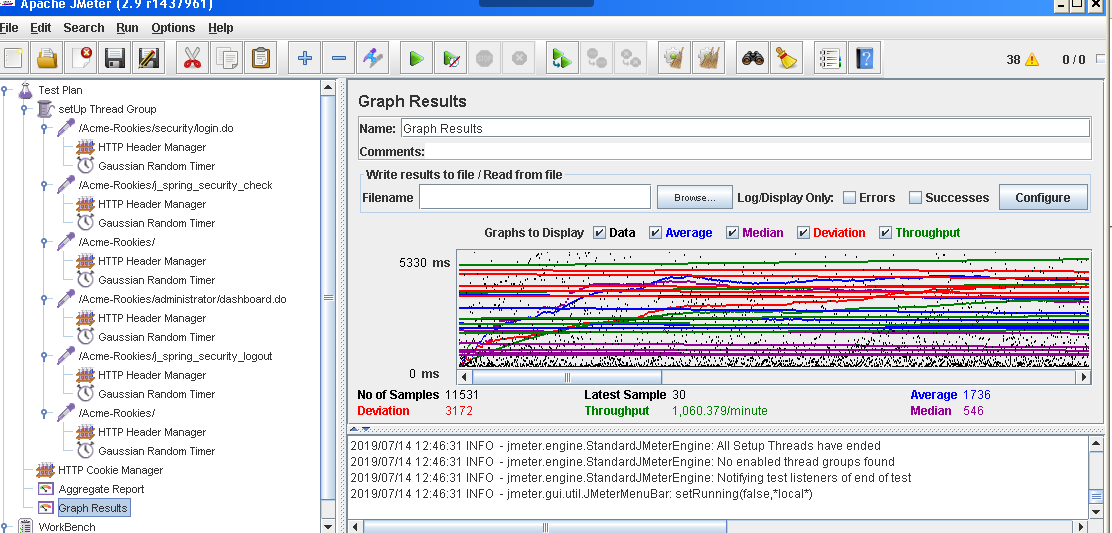 Apache JMeter (2.9 r1437961)
File Edit Search Run Options Help
38 0 / 0
Test Plan
setUp Thread Group
/Acme-Rookies/security/login.do
HTTP Header Manager
Gaussian Random Timer
/Acme-Rookies/j_spring_security_check
HTTP Header Manager
Gaussian Random Timer
/Acme-Rookies/
HTTP Header Manager
Gaussian Random Timer
/Acme-Rookies/administrator/dashboard.do
HTTP Header Manager
Gaussian Random Timer
/Acme-Rookies/j_spring_security_logout
HTTP Header Manager
Gaussian Random Timer
/Acme-Rookies/
HTTP Header Manager
Gaussian Random Timer
HTTP Cookie Manager
Aggregate Report
Graph Results
WorkBench
Graph Results
Name: Graph Results
Comments:
Write results to file / Read from file
Filename Browse... Log/Display Only: Errors Successes Configure
Graphs to Display Data Average Median Deviation Throughput
5330 ms
0 ms
No of Samples 11531 Latest Sample 30 Average 1736
Deviation 3172 Throughput 1,060.379/minute Median 546
2019/07/14 12:46:31 INFO - jmeter.engine.StandardJMeterEngine: All Setup Threads have ended
2019/07/14 12:46:31 INFO - jmeter.engine.StandardJMeterEngine: No enabled thread groups found
2019/07/14 12:46:31 INFO - jmeter.engine.StandardJMeterEngine: Notifying test listeners of end of test
2019/07/14 12:46:31 INFO - jmeter.gui.util.JMeterMenuBar: setRunning(false,*local*)